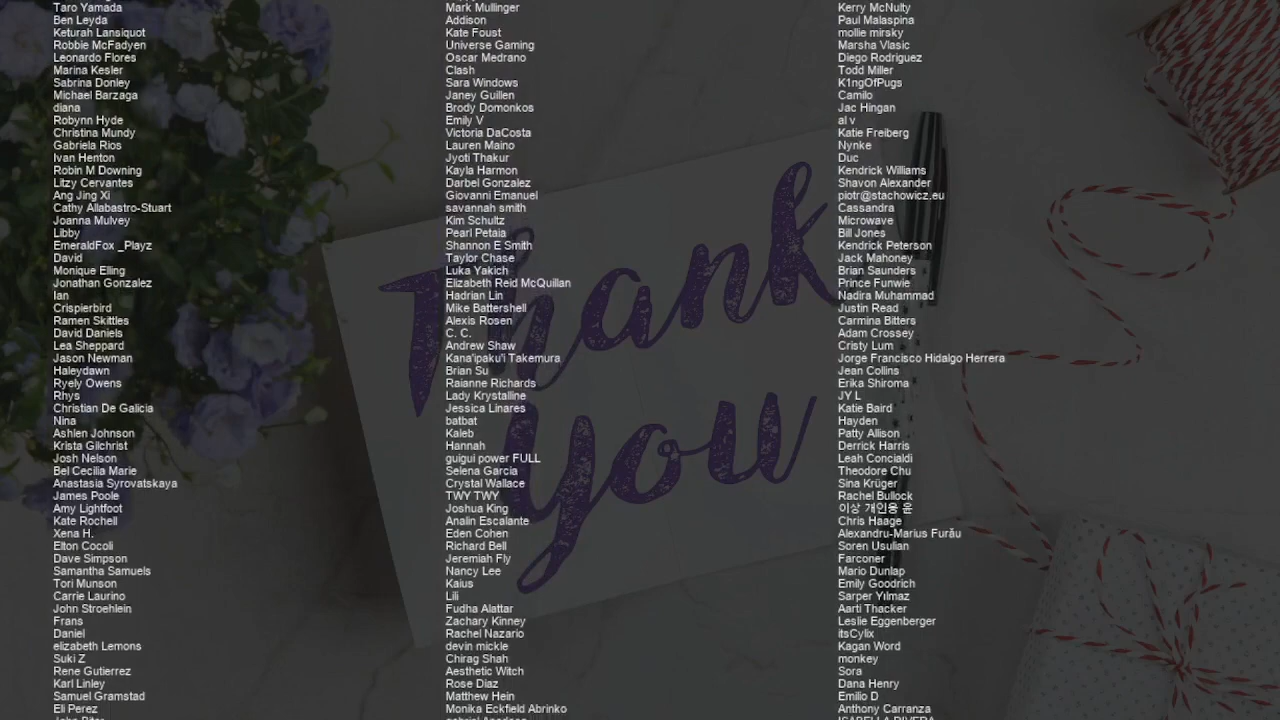 Taro Yamada
Ben Leyda
Keturah Lansiquot
Robbie McFadyen
Leonardo Flores
Marina Kesler
Sabrina Donley
Michael Barzaga
diana
Robynn Hyde
Christina Mundy
Gabriela Rios
Ivan Henton
Robin M Downing
Litzy Cervantes
Ang Jing Xi
Cathy Allabastro-Stuart
Joanna Mulvey
Libby
EmeraldFox _Playz
David
Monique Elling
Jonathan Gonzalez
Ian
Crispierbird
Ramen Skittles
David Daniels
Lea Sheppard
Jason Newman
Haleydawn
Ryely Owens
Rhys
Christian De Galicia
Nina
Ashlen Johnson
Krista Gilchrist
Josh Nelson
Bel Cecilia Marie
Anastasia Syrovatskaya
James Poole
Amy Lightfoot
Kate Rochell
Xena H.
Elton Cocoli
Dave Simpson
Samantha Samuels
Tori Munson
Carrie Laurino
John Stroehlein
Frans
Daniel
elizabeth Lemons
Suki Z
Rene Gutierrez
Karl Linley
Samuel Gramstad
Eli Perez
Mark Mullinger
Addison
Kate Foust
Universe Gaming
Oscar Medrano
Clash
Sara Windows
Janey Guillen
Brody Domonkos
Emily V
Victoria DaCosta
Lauren Maino
Jyoti Thakur
Kayla Harmon
Darbel Gonzalez
Giovanni Emanuel
savannah smith
Kim Schultz
Pearl Petaia
Shannon E Smith
Taylor Chase
Luka Yakich
Elizabeth Reid McQuillan
Hadrian Lin
Mike Battershell
Alexis Rosen
C. C.
Andrew Shaw
Kana'ipaku'i Takemura
Brian Su
Raianne Richards
Lady Krystalline
Jessica Linares
batbat
Kaleb
Hannah
guigui power FULL
Selena Garcia
Crystal Wallace
TWY TWY
Joshua King
Analin Escalante
Eden Cohen
Richard Bell
Jeremiah Fly
Nancy Lee
Kaius
Lili
Fudha Alattar
Zachary Kinney
Rachel Nazario
devin mickle
Chirag Shah
Aesthetic Witch
Rose Diaz
Matthew Hein
Monika Eckfield Abrinko
Kerry McNulty
Paul Malaspina
mollie mirsky
Marsha Vlasic
Diego Rodriguez
Todd Miller
K1ngOfPugs
Camilo
Jac Hingan
al v
Katie Freiberg
Nynke
Duc
Kendrick Williams
Shavon Alexander
piotr@stachowicz.eu
Cassandra
Microwave
Bill Jones
Kendrick Peterson
Jack Mahoney
Brian Saunders
Prince Funwie
Nadira Muhammad
Justin Read
Carmina Bitters
Adam Crossey
Cristy Lum
Jorge Francisco Hidalgo Herrera
Jean Collins
Erika Shiroma
JY L
Katie Baird
Hayden
Patty Allison
Derrick Harris
Leah Concialdi
Theodore Chu
Sina Krüger
Rachel Bullock
이상 개인용 윤
Chris Haage
Alexandru-Marius Furău
Soren Usulian
Farconer
Mario Dunlap
Emily Goodrich
Sarper Yılmaz
Aarti Thacker
Leslie Eggenberger
itsCylix
Kagan Word
monkey
Sora
Dana Henry
Emilio D
Anthony Carranza
Thank
you